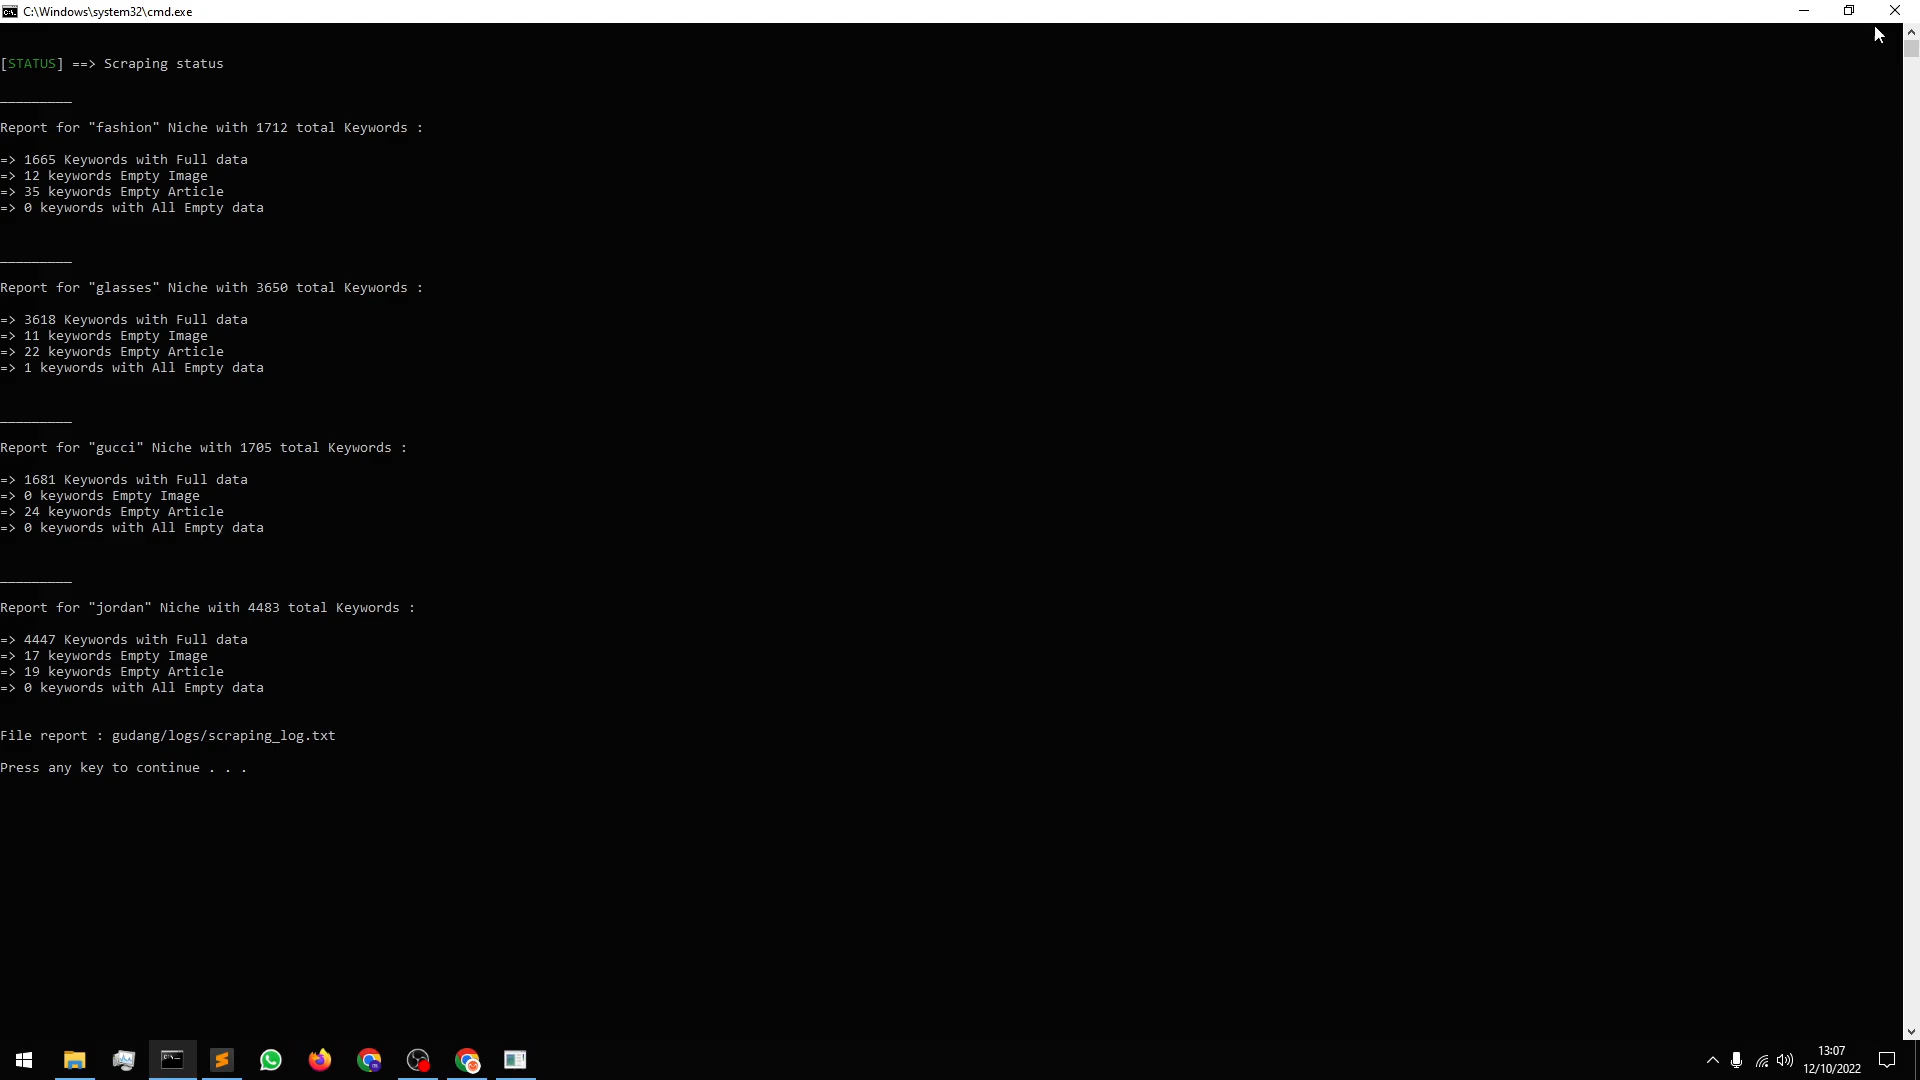 C:\Windows\system32\cmd.exe
[STATUS] ==> Scraping status
_________
Report for "fashion" Niche with 1712 total Keywords :
=> 1665 Keywords with Full data
=> 12 keywords Empty Image
=> 35 keywords Empty Article
=> 0 keywords with All Empty data
_________
Report for "glasses" Niche with 3650 total Keywords :
=> 3618 Keywords with Full data
=> 11 keywords Empty Image
=> 22 keywords Empty Article
=> 1 keywords with All Empty data
_________
Report for "gucci" Niche with 1705 total Keywords :
=> 1681 Keywords with Full data
=> 0 keywords Empty Image
=> 24 keywords Empty Article
=> 0 keywords with All Empty data
_________
Report for "jordan" Niche with 4483 total Keywords :
=> 4447 Keywords with Full data
=> 17 keywords Empty Image
=> 19 keywords Empty Article
=> 0 keywords with All Empty data
File report : gudang/logs/scraping_log.txt
Press any key to continue . . .
13:07
12/10/2022